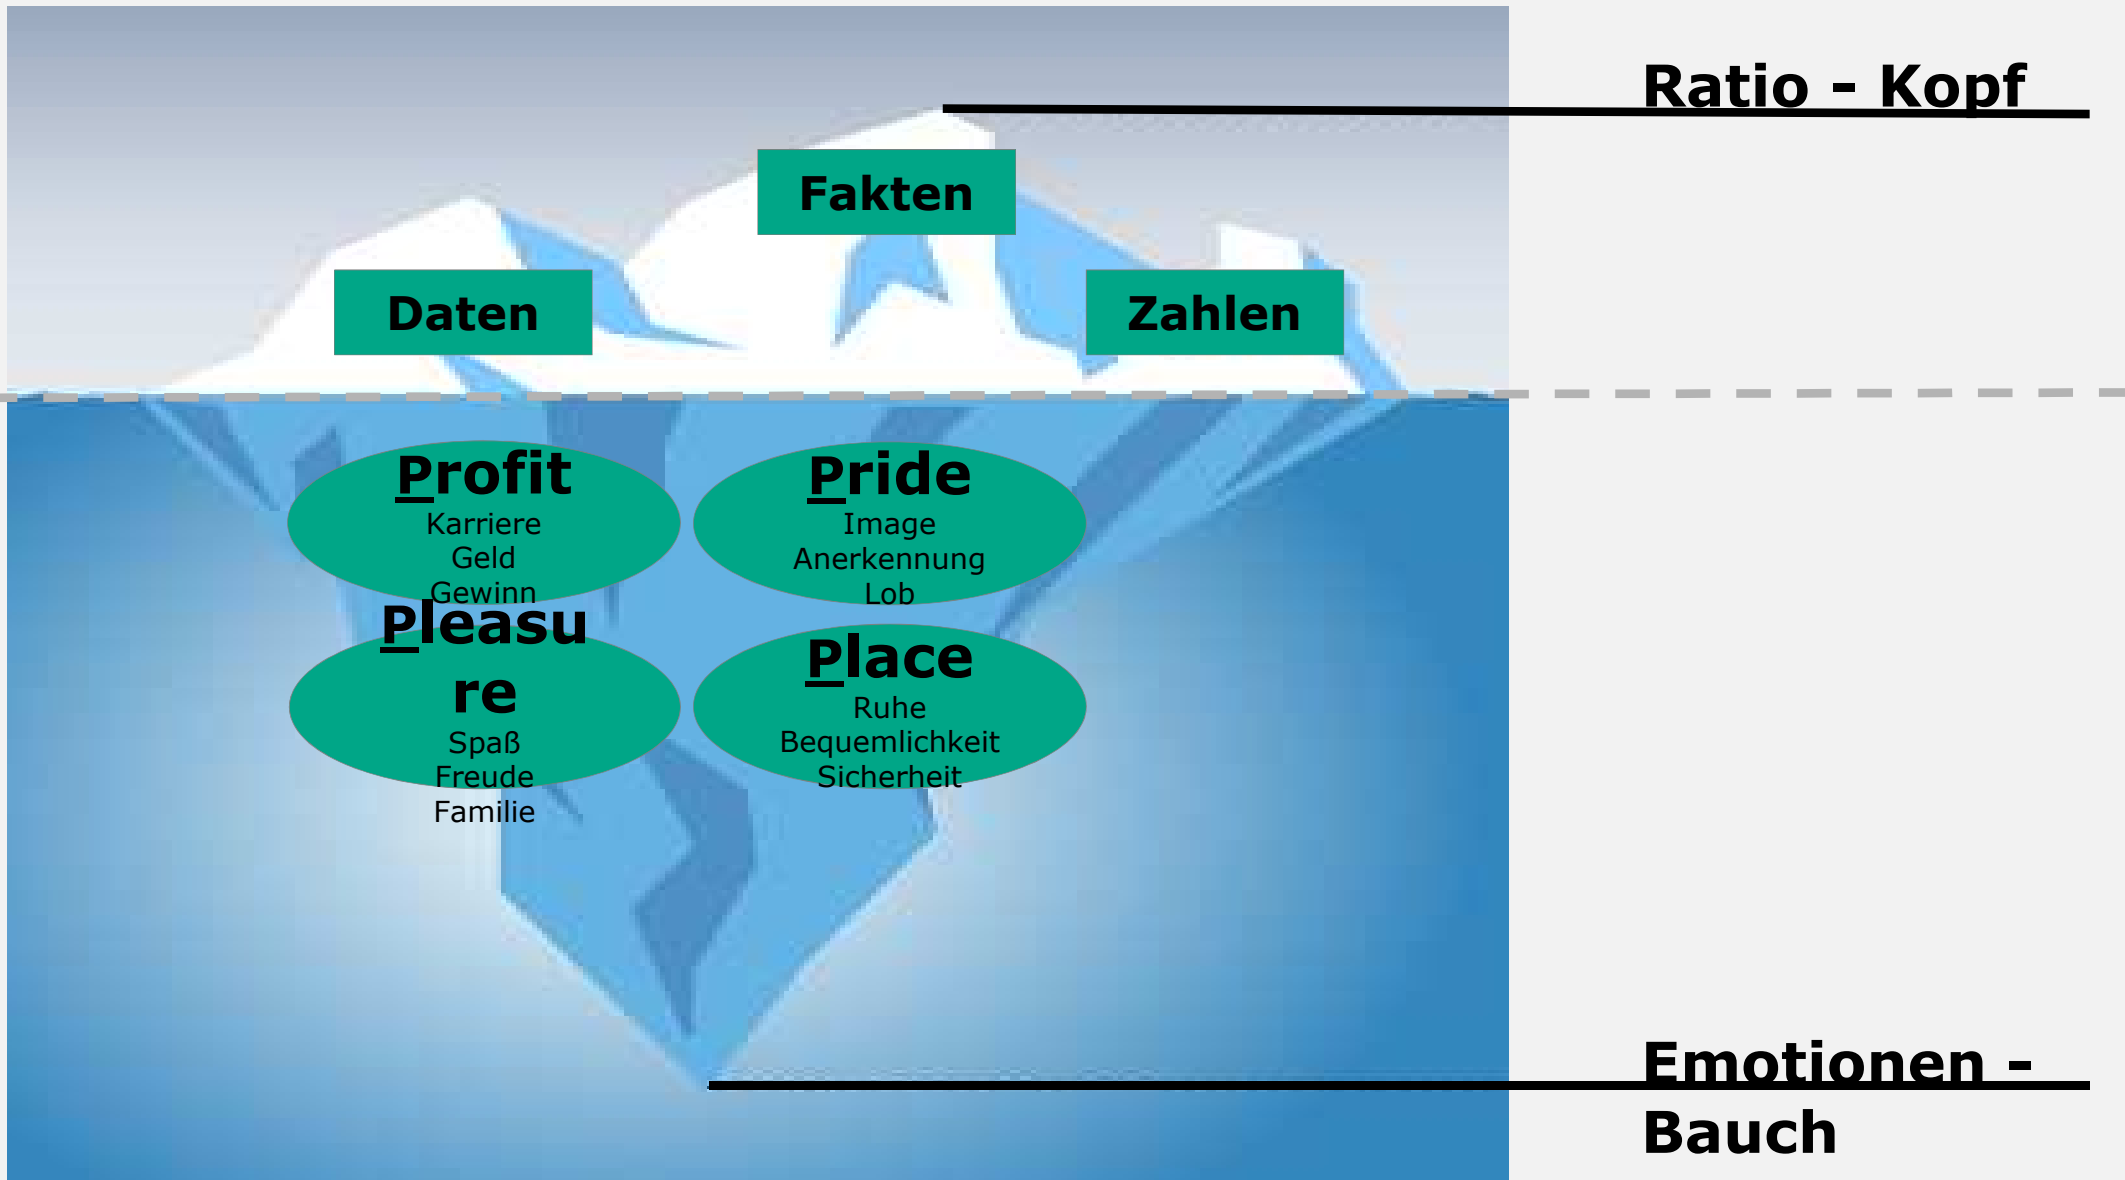 Ratio - Kopf
Fakten
Daten
Zahlen
Profit
Karriere
Geld
Gewinn
Pride
Image
Anerkennung
Lob
Pleasu
re
Spaß
Freude
Familie
Place
Ruhe
Bequemlichkeit
Sicherheit
Emotionen -
Bauch